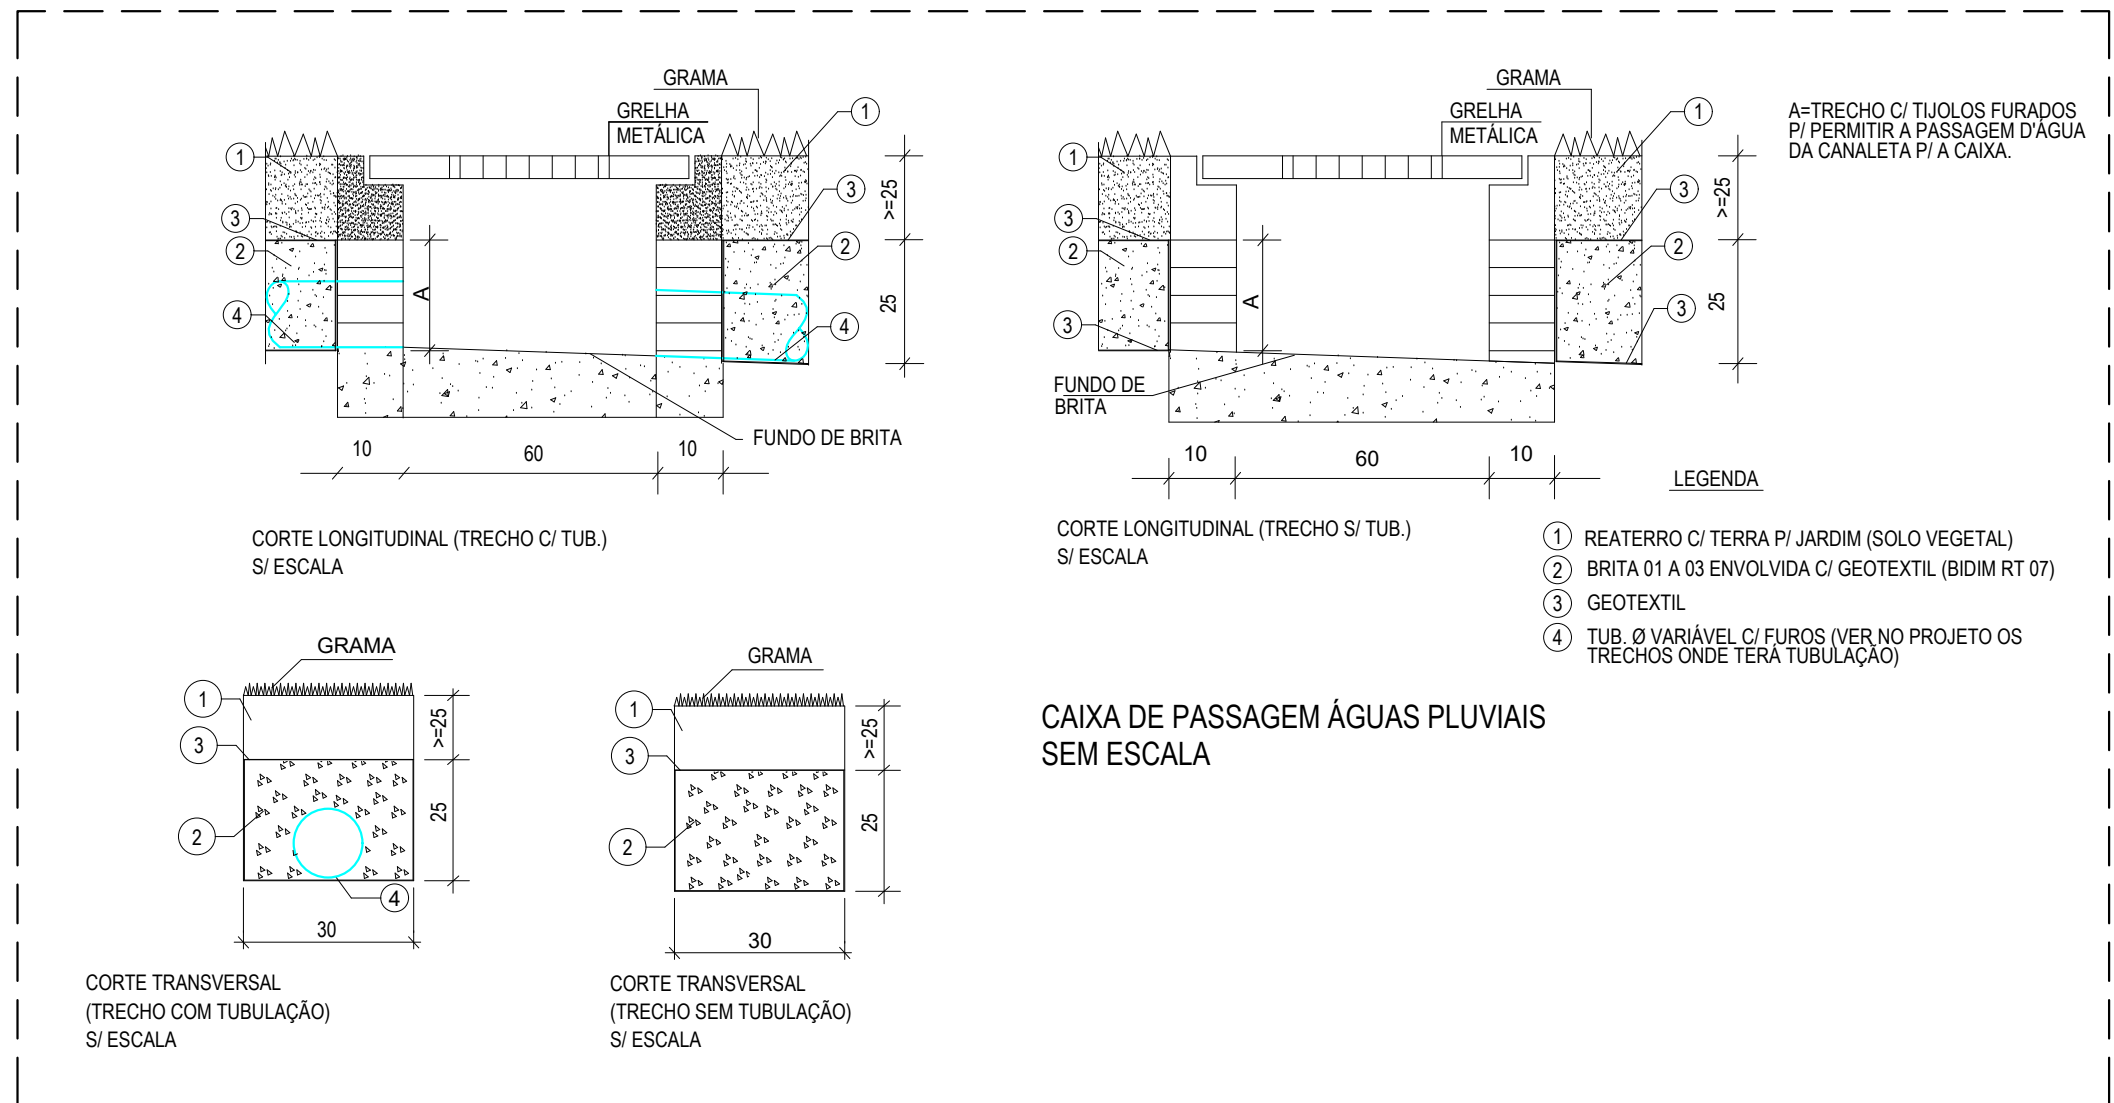 GRAMA
GRELHA
METÁLICA
1
1
3
3
2
2
4
4
A
>=25
25
FUNDO DE BRITA
10
60
10
CORTE LONGITUDINAL (TRECHO C/ TUB.)
S/ ESCALA
GRAMA
GRELHA
METÁLICA
1
1
3
3
2
2
3
3
A
>=25
25
FUNDO DE
BRITA
10
60
10
CORTE LONGITUDINAL (TRECHO S/ TUB.)
S/ ESCALA
A=TRECHO C/ TIJOLOS FURADOS
P/ PERMITIR A PASSAGEM D'ÁGUA
DA CANALETA P/ A CAIXA.
LEGENDA
1 REATERRO C/ TERRA P/ JARDIM (SOLO VEGETAL)
2 BRITA 01 A 03 ENVOLVIDA C/ GEOTEXTIL (BIDIM RT 07)
3 GEOTEXTIL
4 TUB. Ø VARIÁVEL C/ FUROS (VER NO PROJETO OS
TRECHOS ONDE TERÁ TUBULAÇÃO)
GRAMA
1
3
2
4
>=25
25
30
CORTE TRANSVERSAL
(TRECHO COM TUBULAÇÃO)
S/ ESCALA
GRAMA
1
3
2
>=25
25
30
CORTE TRANSVERSAL
(TRECHO SEM TUBULAÇÃO)
S/ ESCALA
CAIXA DE PASSAGEM ÁGUAS PLUVIAIS
SEM ESCALA